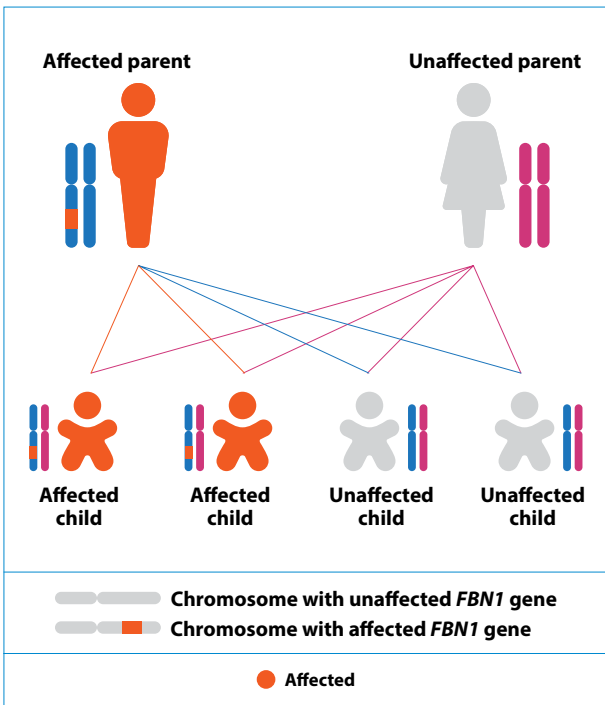 Affected parent
Unaffected parent
Affected
child
Affected
child
Unaffected
child
Unaffected
child
Chromosome with unaffected FBN1 gene
Chromosome with affected FBN1 gene
Affected